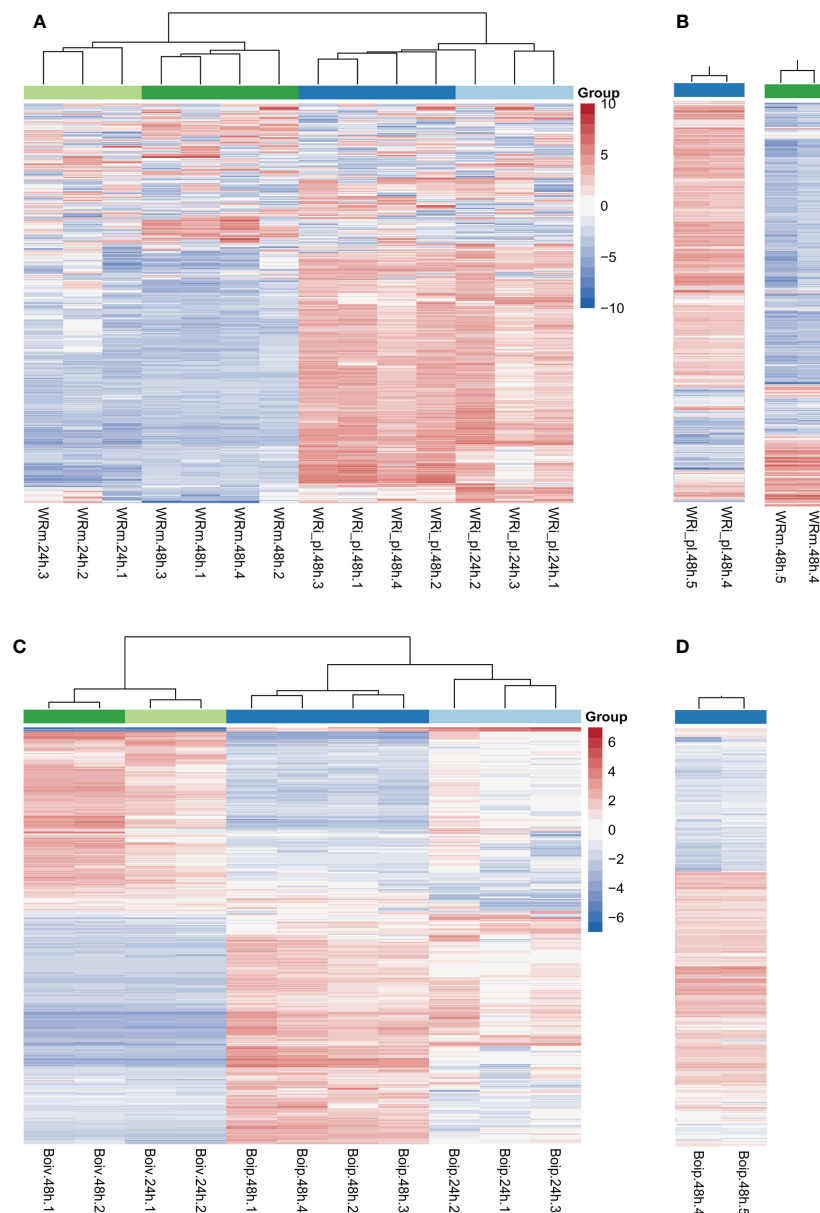 A
B
Group
10
5
0
−5
−10
WRm.24h.3
WRm.24h.2
WRm.24h.1
WRm.48h.3
WRm.48h.1
WRm.48h.4
WRm.48h.2
WRi_pl.48h.3
WRi_pl.48h.1
WRi_pl.48h.4
WRi_pl.48h.2
WRi_pl.24h.2
WRi_pl.24h.3
WRi_pl.24h.1
WRi_pl.48h.5
WRi_pl.48h.4
WRm.48h.5
WRm.48h.4
C
D
Group
6
4
2
0
−2
−4
−6
Boiv.48h.1
Boiv.48h.2
Boiv.24h.1
Boiv.24h.2
Boip.48h.1
Boip.48h.4
Boip.48h.2
Boip.48h.3
Boip.24h.2
Boip.24h.1
Boip.24h.3
Boip.48h.4
Boip.48h.5